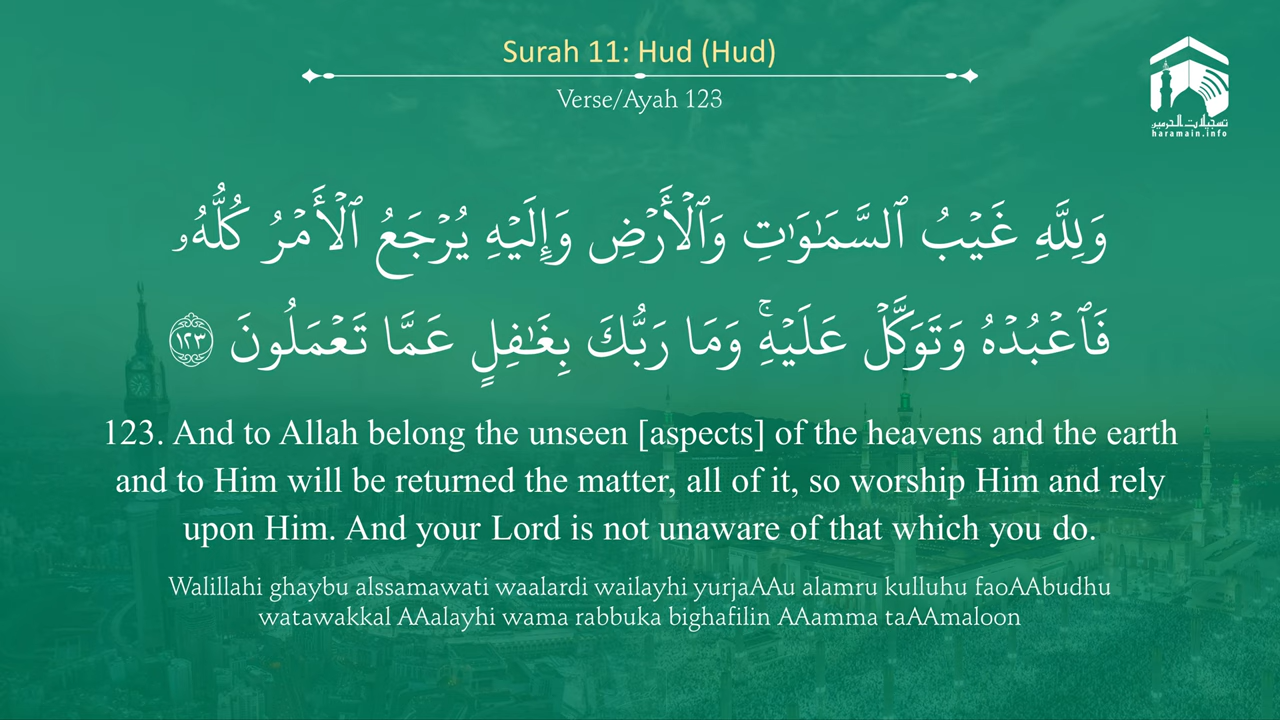 Surah 11: Hud (Hud)
Verse/Ayah 123
تسجيلات الحرمين
haramain.info
وَلِلَّهِ غَيۡبُ ٱلسَّمَٰوَٰتِ وَٱلۡأَرۡضِ وَإِلَيۡهِ يُرۡجَعُ ٱلۡأَمۡرُ كُلُّهُۥ
فَٱعۡبُدۡهُ وَتَوَكَّلۡ عَلَيۡهِۚ وَمَا رَبُّكَ بِغَٰفِلٍ عَمَّا تَعۡمَلُونَ ١٢٣
123. And to Allah belong the unseen [aspects] of the heavens and the earth
and to Him will be returned the matter, all of it, so worship Him and rely
upon Him. And your Lord is not unaware of that which you do.
Walillahi ghaybu alssamawati waalardi wailayhi yurjaAAu alamru kulluhu faoAAbudhu
watawakkal AAalayhi wama rabbuka bighafilin AAamma taAAmaloon